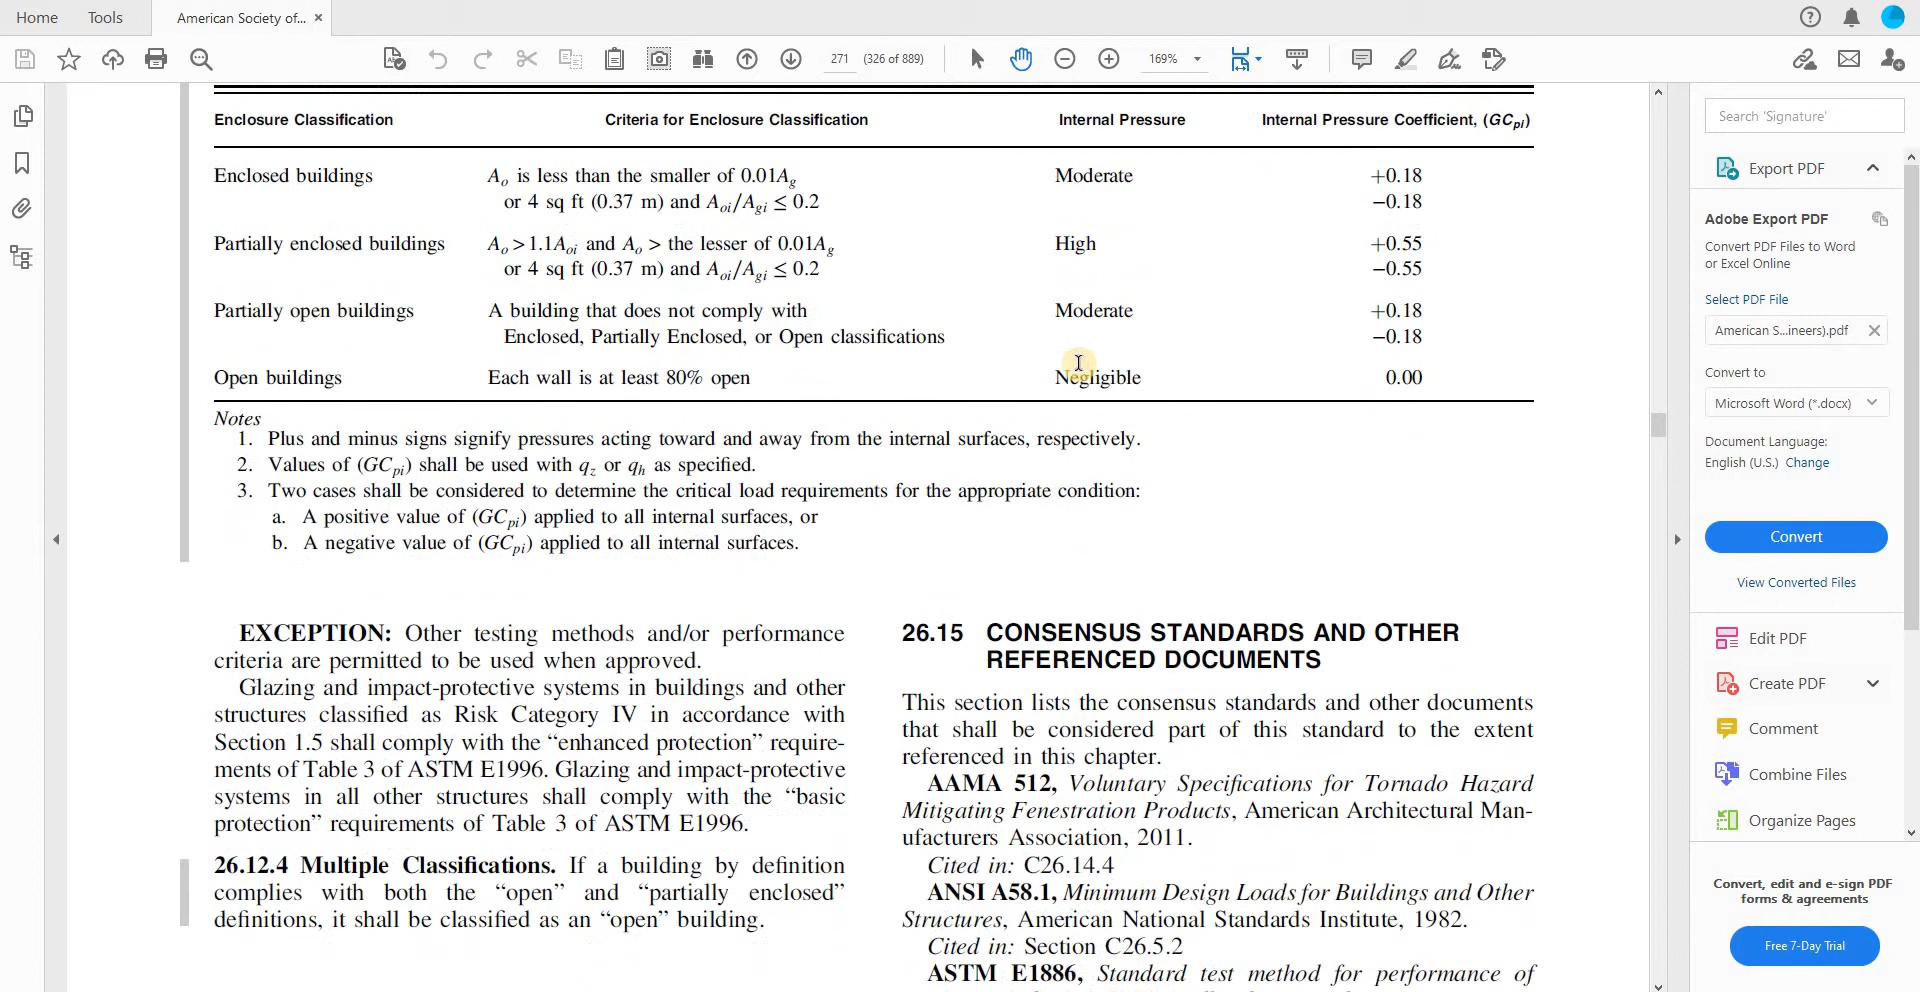 Home Tools American Society of... ×
271 (326 of 889) 169%
Enclosure Classification Criteria for Enclosure Classification Internal Pressure Internal Pressure Coefficient, (GCpi)
Enclosed buildings Ao is less than the smaller of 0.01Ag Moderate +0.18
or 4 sq ft (0.37 m) and Aoi/Agi ≤ 0.2 −0.18
Partially enclosed buildings Ao > 1.1Aoi and Ao > the lesser of 0.01Ag High +0.55
or 4 sq ft (0.37 m) and Aoi/Agi ≤ 0.2 −0.55
Partially open buildings A building that does not comply with Moderate +0.18
Enclosed, Partially Enclosed, or Open classifications −0.18
Open buildings Each wall is at least 80% open Negligible 0.00
Notes
1. Plus and minus signs signify pressures acting toward and away from the internal surfaces, respectively.
2. Values of (GCpi) shall be used with qz or qh as specified.
3. Two cases shall be considered to determine the critical load requirements for the appropriate condition:
a. A positive value of (GCpi) applied to all internal surfaces, or
b. A negative value of (GCpi) applied to all internal surfaces.
EXCEPTION: Other testing methods and/or performance
criteria are permitted to be used when approved.
Glazing and impact-protective systems in buildings and other
structures classified as Risk Category IV in accordance with
Section 1.5 shall comply with the “enhanced protection” require-
ments of Table 3 of ASTM E1996. Glazing and impact-protective
systems in all other structures shall comply with the “basic
protection” requirements of Table 3 of ASTM E1996.
26.12.4 Multiple Classifications. If a building by definition
complies with both the “open” and “partially enclosed”
definitions, it shall be classified as an “open” building.
26.15 CONSENSUS STANDARDS AND OTHER
REFERENCED DOCUMENTS
This section lists the consensus standards and other documents
that shall be considered part of this standard to the extent
referenced in this chapter.
AAMA 512, Voluntary Specifications for Tornado Hazard
Mitigating Fenestration Products, American Architectural Man-
ufacturers Association, 2011.
Cited in: C26.14.4
ANSI A58.1, Minimum Design Loads for Buildings and Other
Structures, American National Standards Institute, 1982.
Cited in: Section C26.5.2
ASTM E1886, Standard test method for performance of
Search 'Signature'
Export PDF
Adobe Export PDF
Convert PDF Files to Word
or Excel Online
Select PDF File
American S...ineers).pdf
Convert to
Microsoft Word (*.docx)
Document Language:
English (U.S.) Change
Convert
View Converted Files
Edit PDF
Create PDF
Comment
Combine Files
Organize Pages
Convert, edit and e-sign PDF
forms & agreements
Free 7-Day Trial